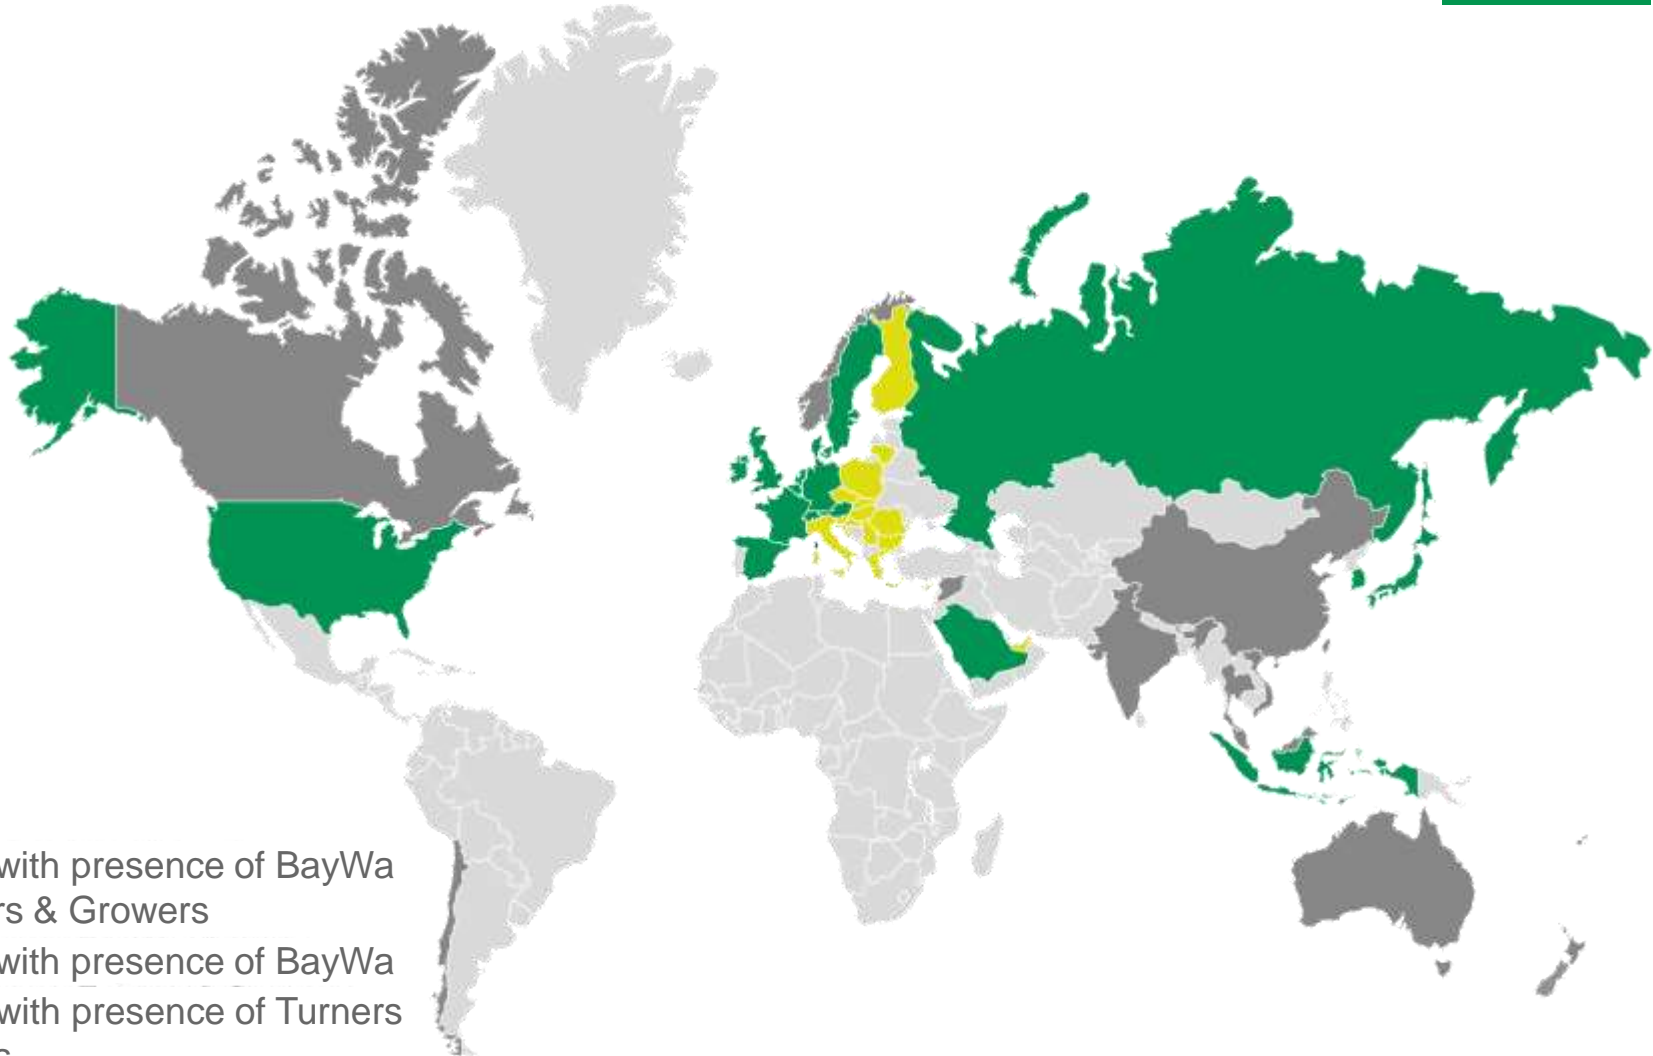 with presence of BayWa
rs & Growers
with presence of BayWa
with presence of Turners